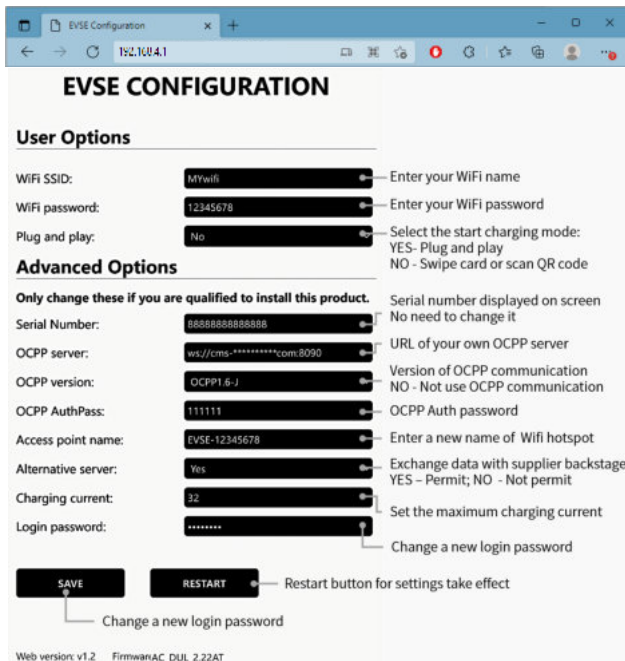 EVSE Configuration
192.168.4.1
EVSE CONFIGURATION
User Options
WiFi SSID: MYwifi Enter your WiFi name
WiFi password: 12345678 Enter your WiFi password
Plug and play: No Select the start charging mode:
YES- Plug and play
NO - Swipe card or scan QR code
Advanced Options
Only change these if you are qualified to install this product.
Serial Number: 88888888888888 Serial number displayed on screen
No need to change it
OCPP server: ws://cms-**********com:8090 URL of your own OCPP server
OCPP version: OCPP1.6-J Version of OCPP communication
NO - Not use OCPP communication
OCPP AuthPass: 111111 OCPP Auth password
Access point name: EVSE-12345678 Enter a new name of Wifi hotspot
Alternative server: Yes Exchange data with supplier backstage
YES – Permit; NO - Not permit
Charging current: 32 Set the maximum charging current
Login password: •••••••• Change a new login password
SAVE RESTART Restart button for settings take effect
Change a new login password
Web version: v1.2 Firmwar:AC_DUL_2.22AT